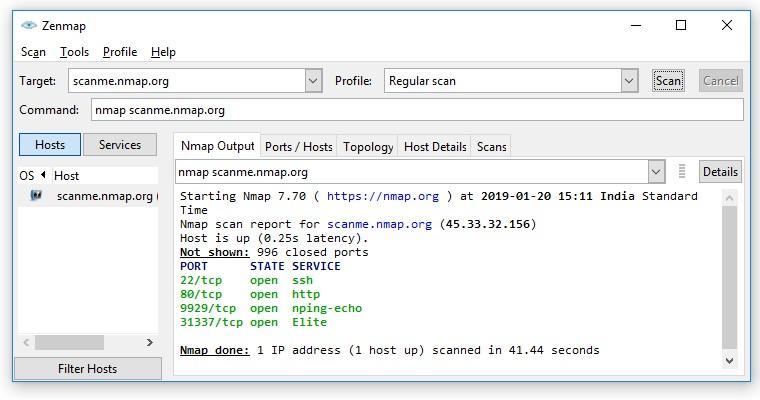 Zenmap
Scan Tools Profile Help
Target: scanme.nmap.org Profile: Regular scan Scan Cancel
Command: nmap scanme.nmap.org
Hosts Services
OS Host
scanme.nmap.org (
Filter Hosts
Nmap Output Ports / Hosts Topology Host Details Scans
nmap scanme.nmap.org Details
Starting Nmap 7.70 ( https://nmap.org ) at 2019-01-20 15:11 India Standard
Time
Nmap scan report for scanme.nmap.org (45.33.32.156)
Host is up (0.25s latency).
Not shown: 996 closed ports
PORT STATE SERVICE
22/tcp open ssh
80/tcp open http
9929/tcp open nping-echo
31337/tcp open Elite
Nmap done: 1 IP address (1 host up) scanned in 41.44 seconds